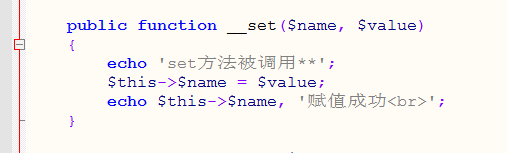 public function __set($name, $value)
{
echo 'set方法被调用**';
$this->$name = $value;
echo $this->$name, '赋值成功<br>';
}